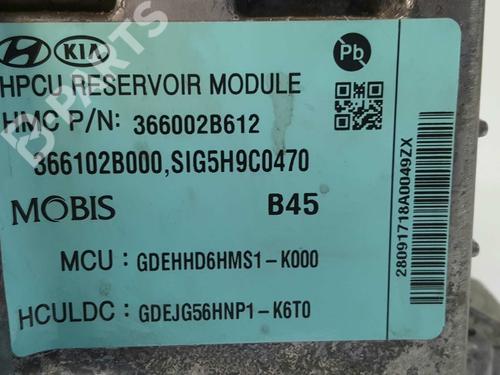 HYUNDAI KIA
Pb
HPCU RESERVOIR MODULE
HMC P/N: 366002B612
366102B000,SIG5H9C0470
MOBIS B45
MCU : GDEHHD6HMS1-K000
HCULDC : GDEJG56HNP1-K6T0
28091718A0049ZX
B-PARTS